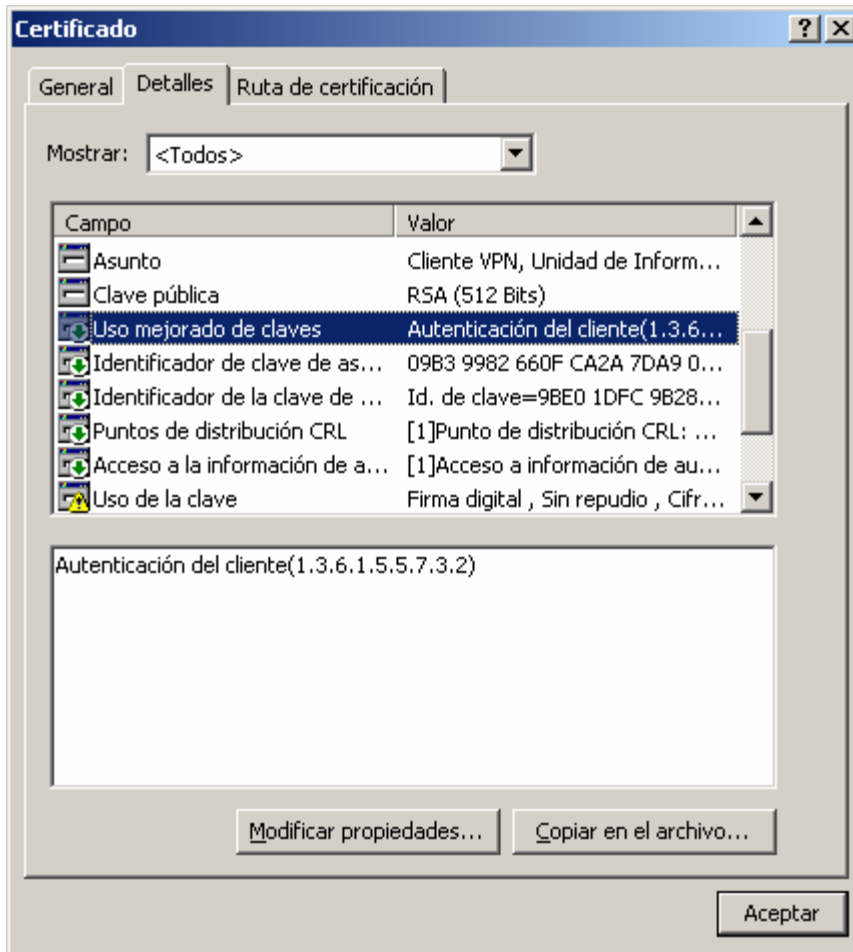 Certificado
General Detalles Ruta de certificación
Mostrar: <Todos>
Campo Valor
Asunto Cliente VPN, Unidad de Inform...
Clave pública RSA (512 Bits)
Uso mejorado de claves Autenticación del cliente(1.3.6...
Identificador de clave de as... 09B3 9982 660F CA2A 7DA9 0...
Identificador de la clave de ... Id. de clave=9BE0 1DFC 9B28...
Puntos de distribución CRL [1]Punto de distribución CRL: ...
Acceso a la información de a... [1]Acceso a información de au...
Uso de la clave Firma digital , Sin repudio , Cifr...
Autenticación del cliente(1.3.6.1.5.5.7.3.2)
Modificar propiedades... Copiar en el archivo...
Aceptar